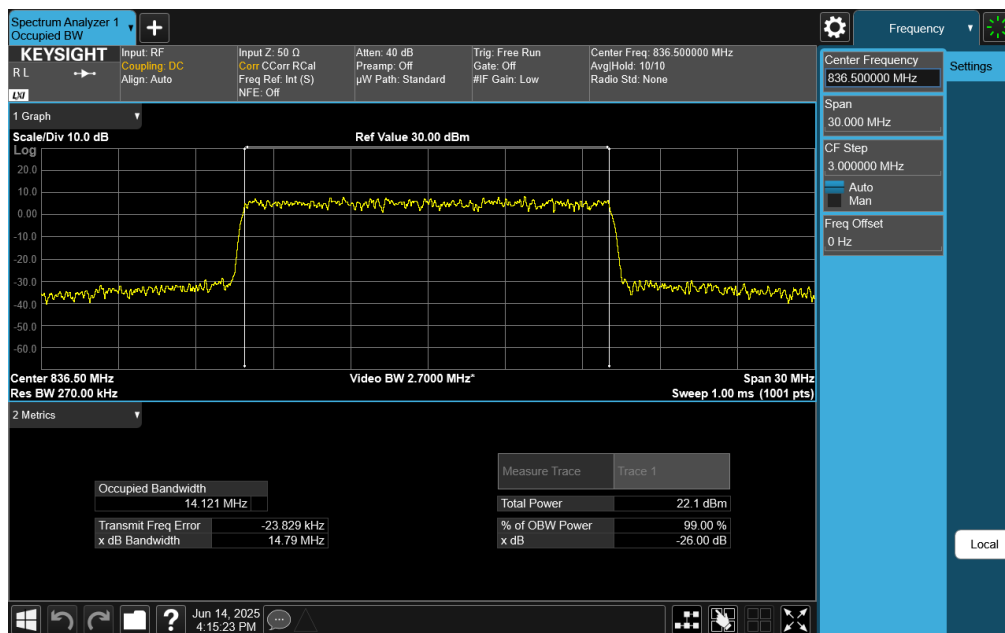 Spectrum Analyzer 1
Occupied BW
+
Frequency
KEYSIGHT
R L
LXI
Input: RF
Coupling: DC
Align: Auto
Input Z: 50 Ω
Corr CCorr RCal
Freq Ref: Int (S)
NFE: Off
Atten: 40 dB
Preamp: Off
µW Path: Standard
Trig: Free Run
Gate: Off
#IF Gain: Low
Center Freq: 836.500000 MHz
Avg|Hold: 10/10
Radio Std: None
Center Frequency
836.500000 MHz
Settings
Span
30.000 MHz
CF Step
3.000000 MHz
Auto
Man
Freq Offset
0 Hz
Local
1 Graph
Scale/Div 10.0 dB
Ref Value 30.00 dBm
Log
20.0
10.0
0.00
-10.0
-20.0
-30.0
-40.0
-50.0
-60.0
Center 836.50 MHz
Video BW 2.7000 MHz*
Span 30 MHz
Res BW 270.00 kHz
Sweep 1.00 ms (1001 pts)
2 Metrics
Measure Trace Trace 1
Occupied Bandwidth
14.121 MHz
Total Power 22.1 dBm
Transmit Freq Error -23.829 kHz
% of OBW Power 99.00 %
x dB Bandwidth 14.79 MHz
x dB -26.00 dB
?
Jun 14, 2025
4:15:23 PM